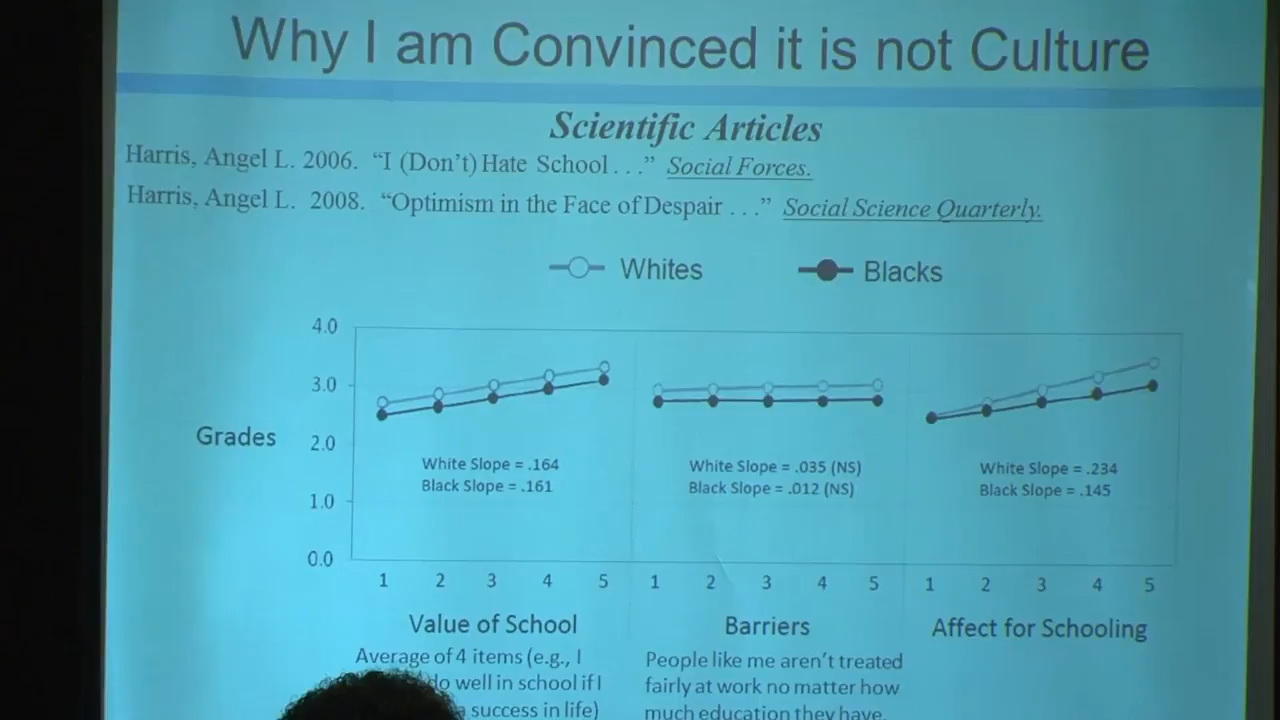 Why I am Convinced it is not Culture
Scientific Articles
Harris, Angel L. 2006. “I (Don’t) Hate School . . .” Social Forces.
Harris, Angel L. 2008. “Optimism in the Face of Despair . . .” Social Science Quarterly.
Whites Blacks
4.0
3.0
Grades
2.0
1.0
0.0
White Slope = .164
Black Slope = .161
White Slope = .035 (NS)
Black Slope = .012 (NS)
White Slope = .234
Black Slope = .145
1 2 3 4 5 1 2 3 4 5 1 2 3 4 5
Value of School
Average of 4 items (e.g., I
do well in school if I
success in life)
Barriers
People like me aren’t treated
fairly at work no matter how
much education they have.
Affect for Schooling